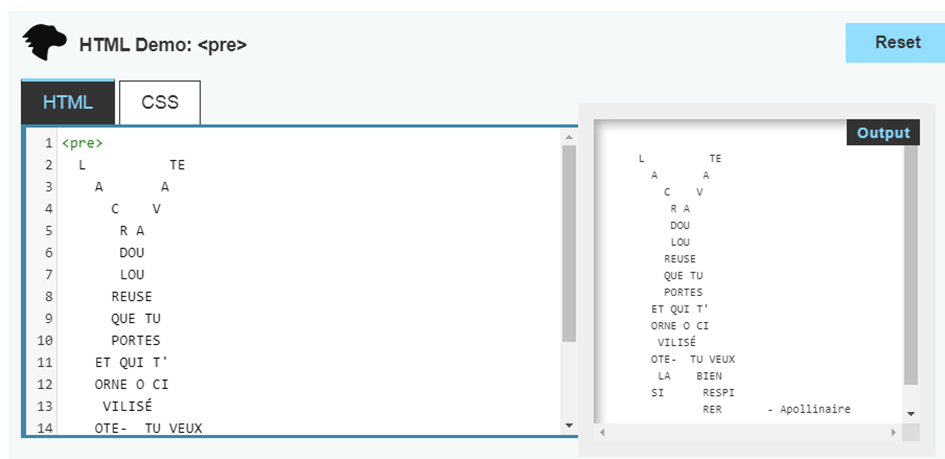 HTML Demo: <pre>
Reset
HTML CSS
1 <pre>
2   L          TE
3     A       A
4       C    V
5        R A
6        DOU
7        LOU
8       REUSE
9       QUE TU
10       PORTES
11     ET QUI T'
12     ORNE O CI
13      VILISÉ
14     OTE-  TU VEUX
Output
  L          TE
    A       A
      C    V
       R A
       DOU
       LOU
      REUSE
      QUE TU
      PORTES
    ET QUI T'
    ORNE O CI
     VILISÉ
    OTE-  TU VEUX
     LA    BIEN
    SI      RESPI
            RER       - Apollinaire